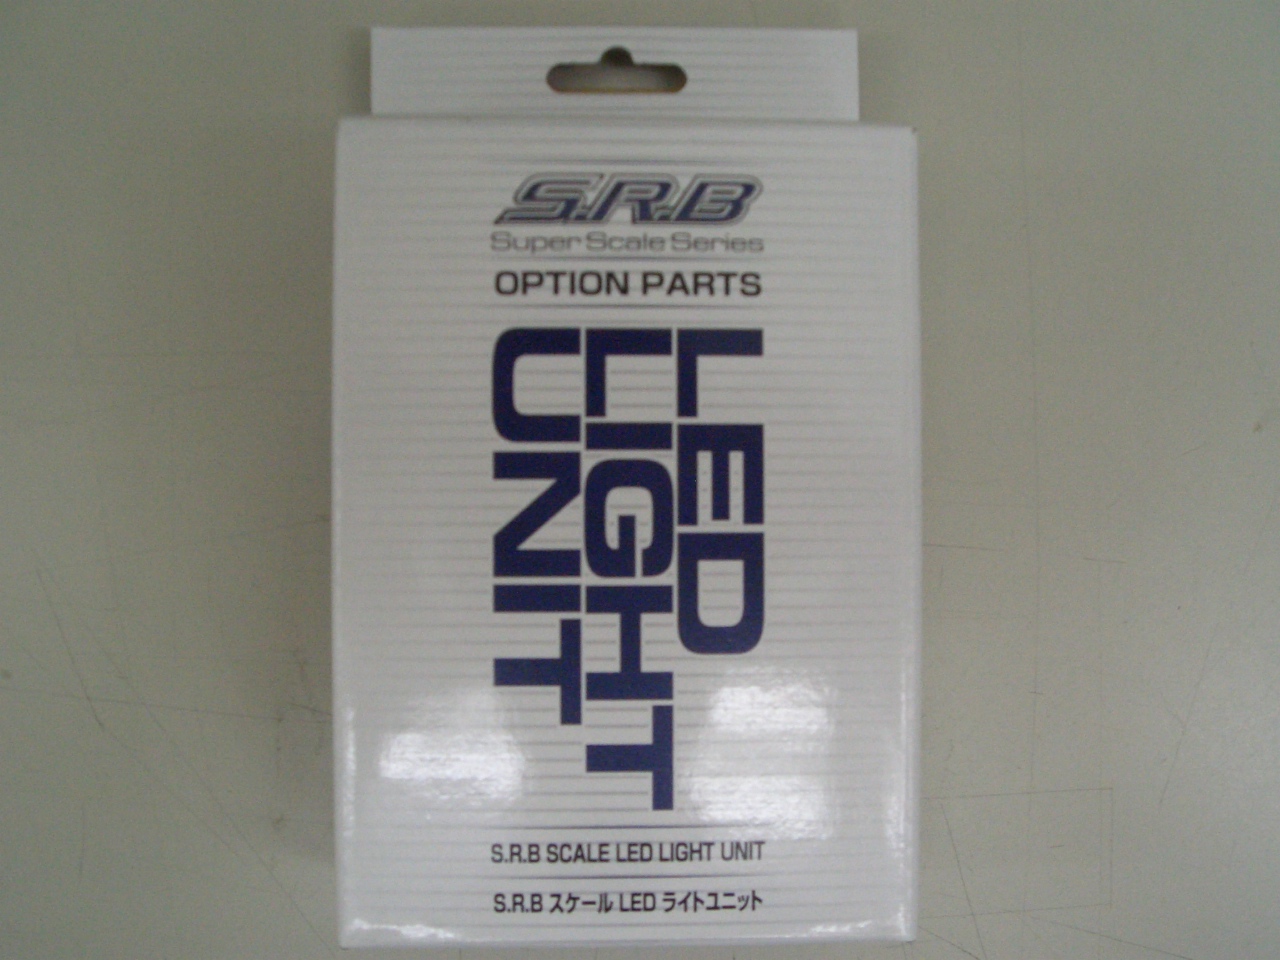 S.R.B
Super Scale Series
OPTION PARTS
LED
LIGHT
UNIT
S.R.B SCALE LED LIGHT UNIT
S.R.B スケール LED ライトユニット